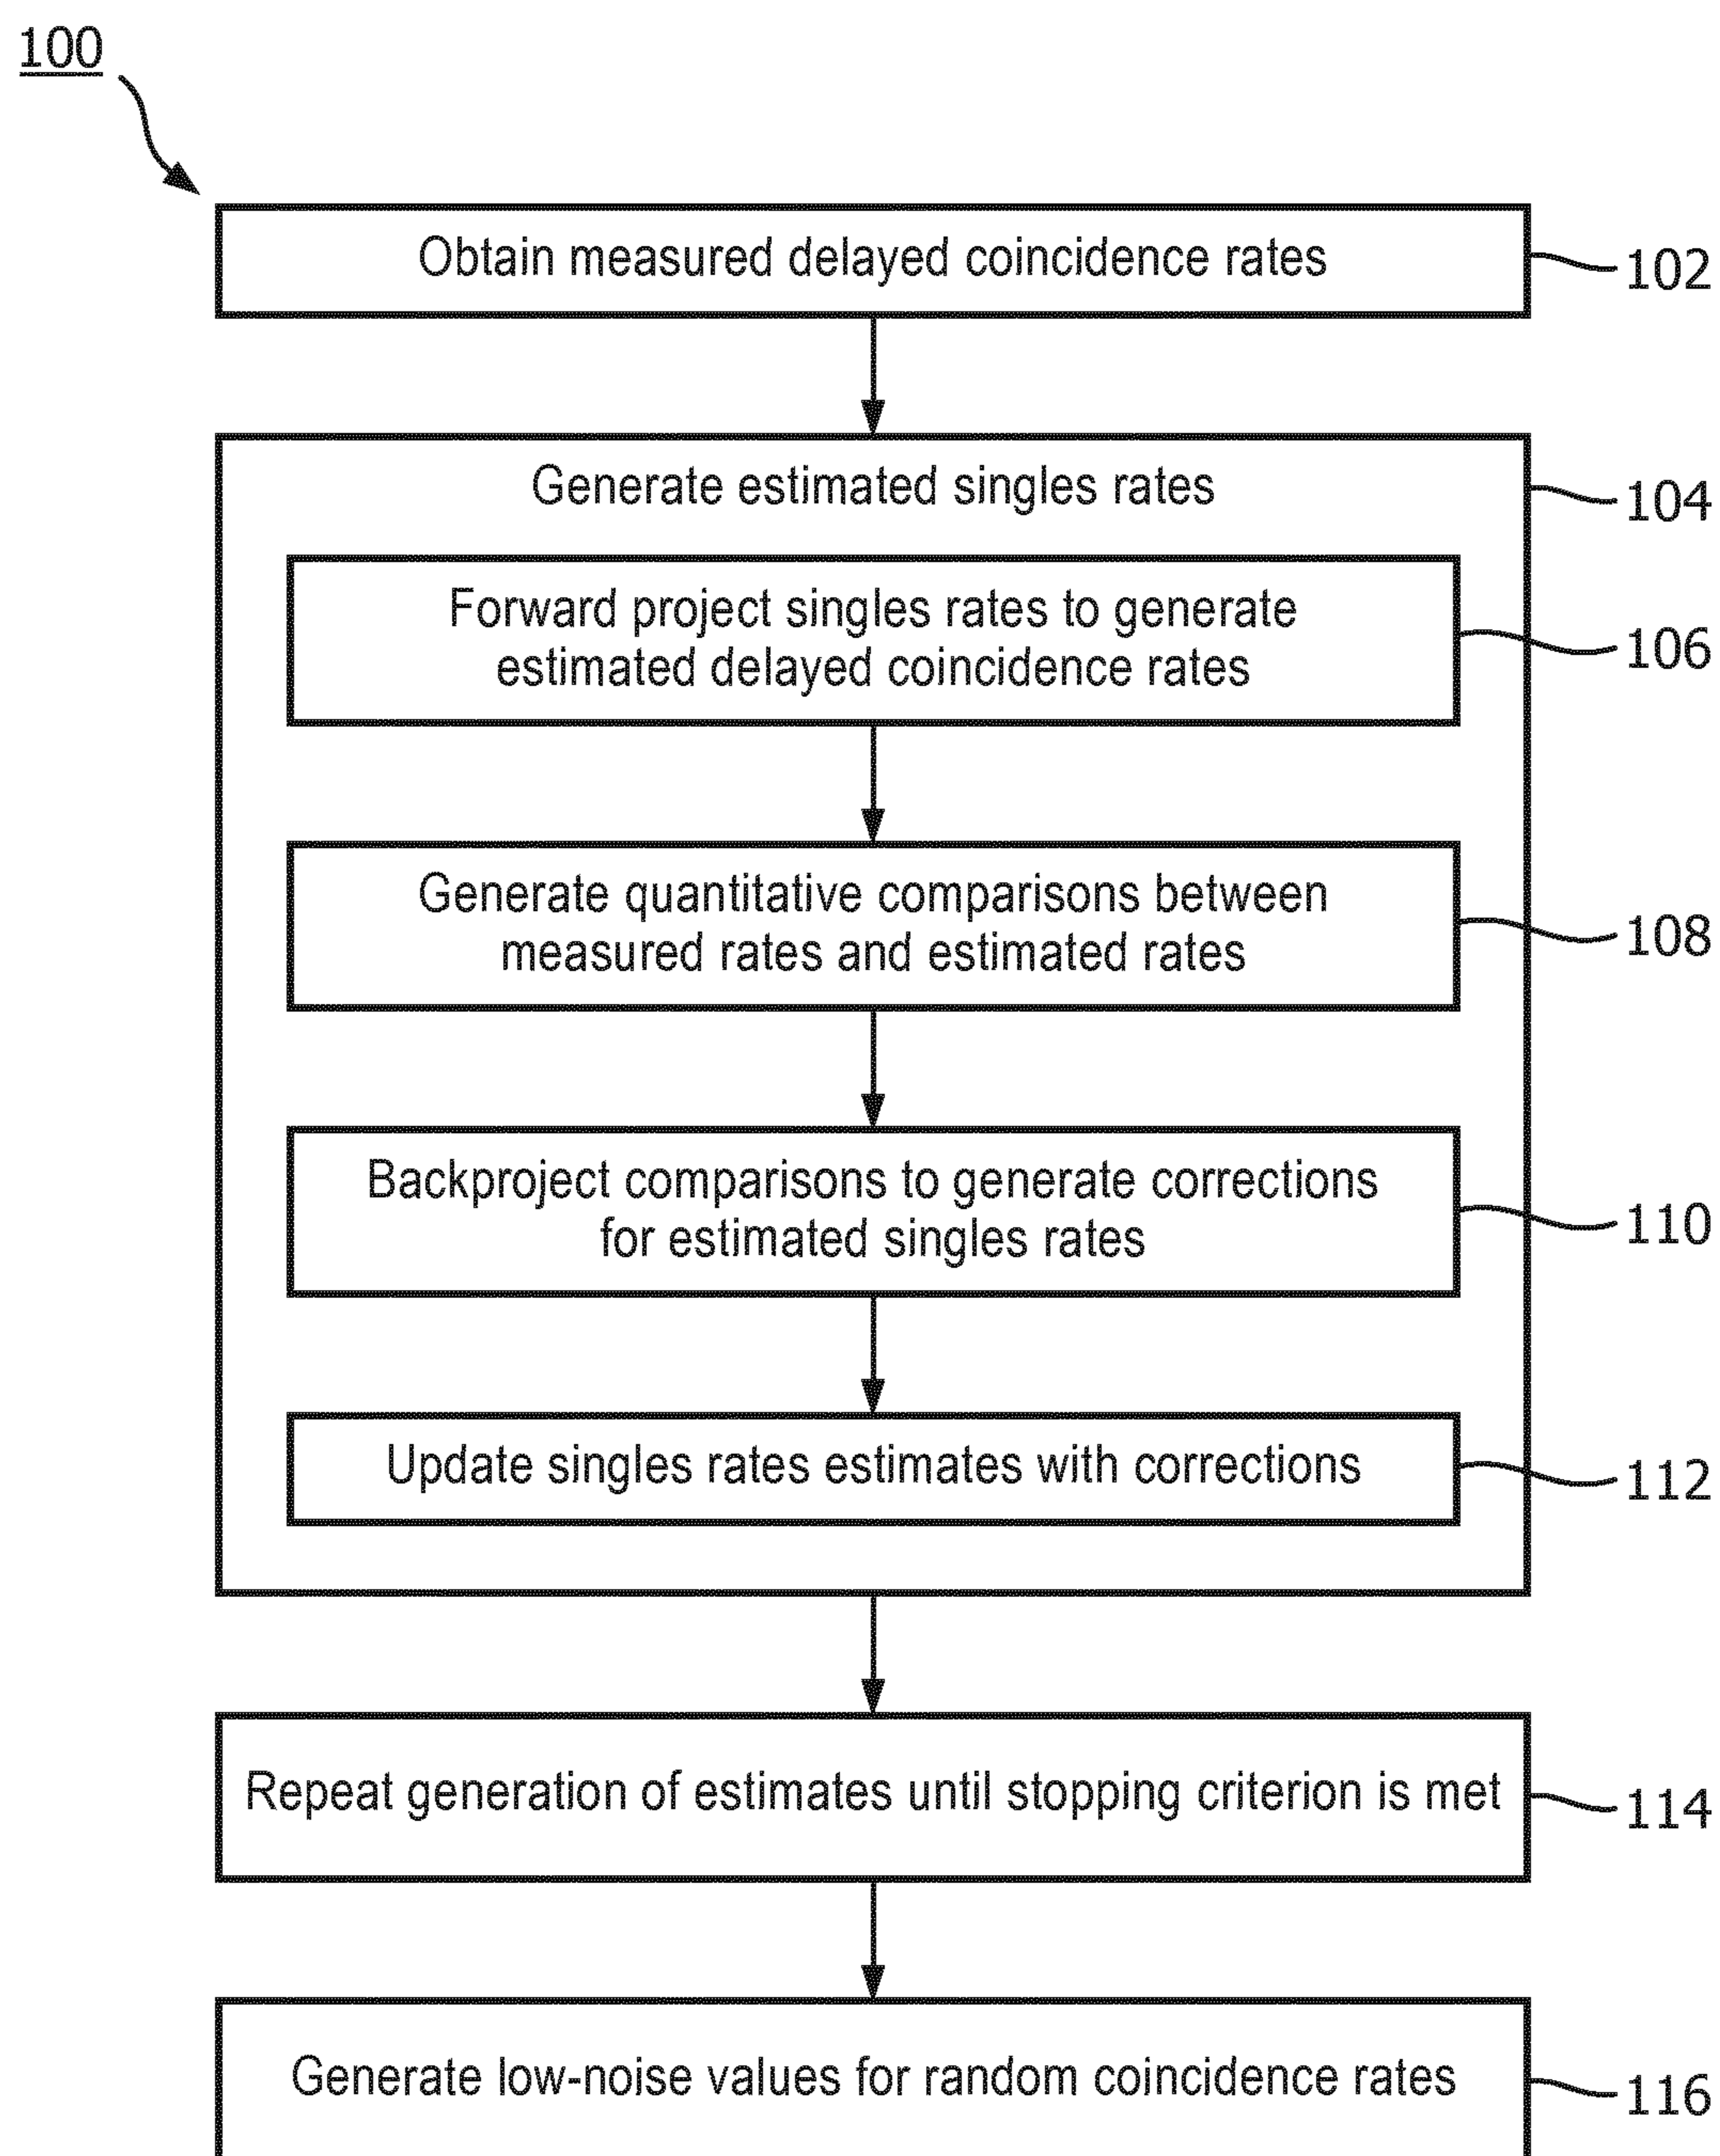 100
Obtain measured delayed coincidence rates
102
Generate estimated singles rates
104
Forward project singles rates to generate
estimated delayed coincidence rates
106
Generate quantitative comparisons between
measured rates and estimated rates
108
Backproject comparisons to generate corrections
for estimated singles rates
110
Update singles rates estimates with corrections
112
Repeat generation of estimates until stopping criterion is met
114
Generate low-noise values for random coincidence rates
116